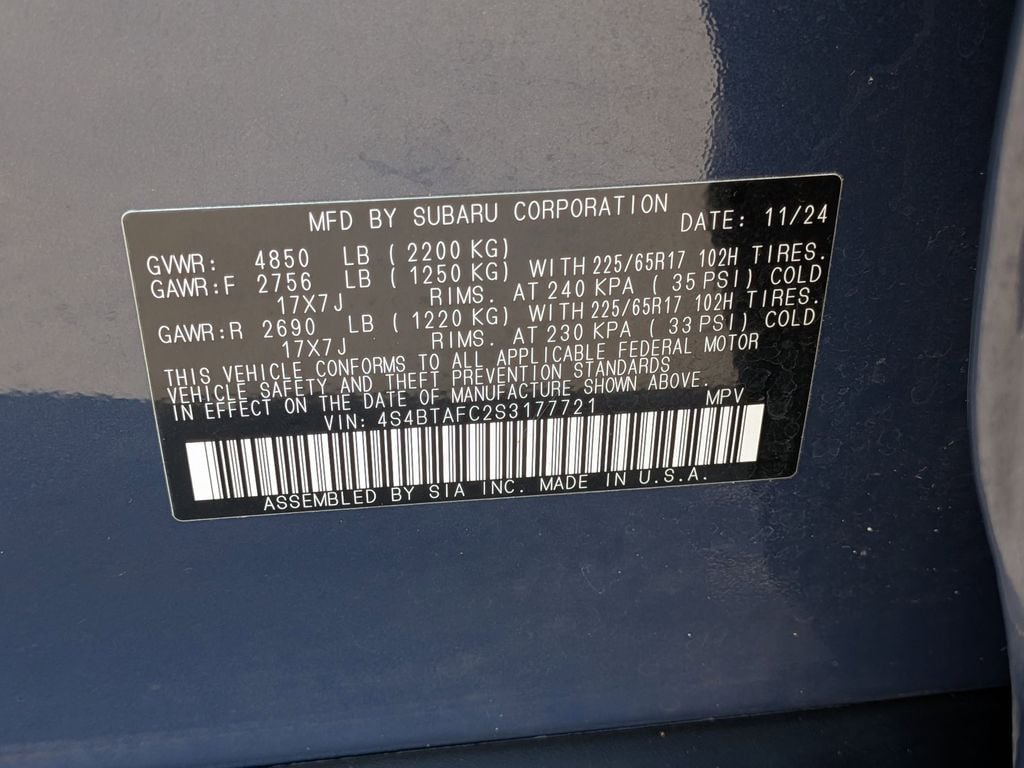 MFD BY SUBARU CORPORATION DATE: 11/24
GVWR: 4850 LB ( 2200 KG)
GAWR:F 2756 LB ( 1250 KG) WITH 225/65R17 102H TIRES.
17X7J RIMS. AT 240 KPA ( 35 PSI) COLD
GAWR:R 2690 LB ( 1220 KG) WITH 225/65R17 102H TIRES.
17X7J RIMS. AT 230 KPA ( 33 PSI) COLD
THIS VEHICLE CONFORMS TO ALL APPLICABLE FEDERAL MOTOR
VEHICLE SAFETY AND THEFT PREVENTION STANDARDS
IN EFFECT ON THE DATE OF MANUFACTURE SHOWN ABOVE.
VIN: 4S4BTAFC2S3177721 MPV
ASSEMBLED BY SIA INC. MADE IN U.S.A.